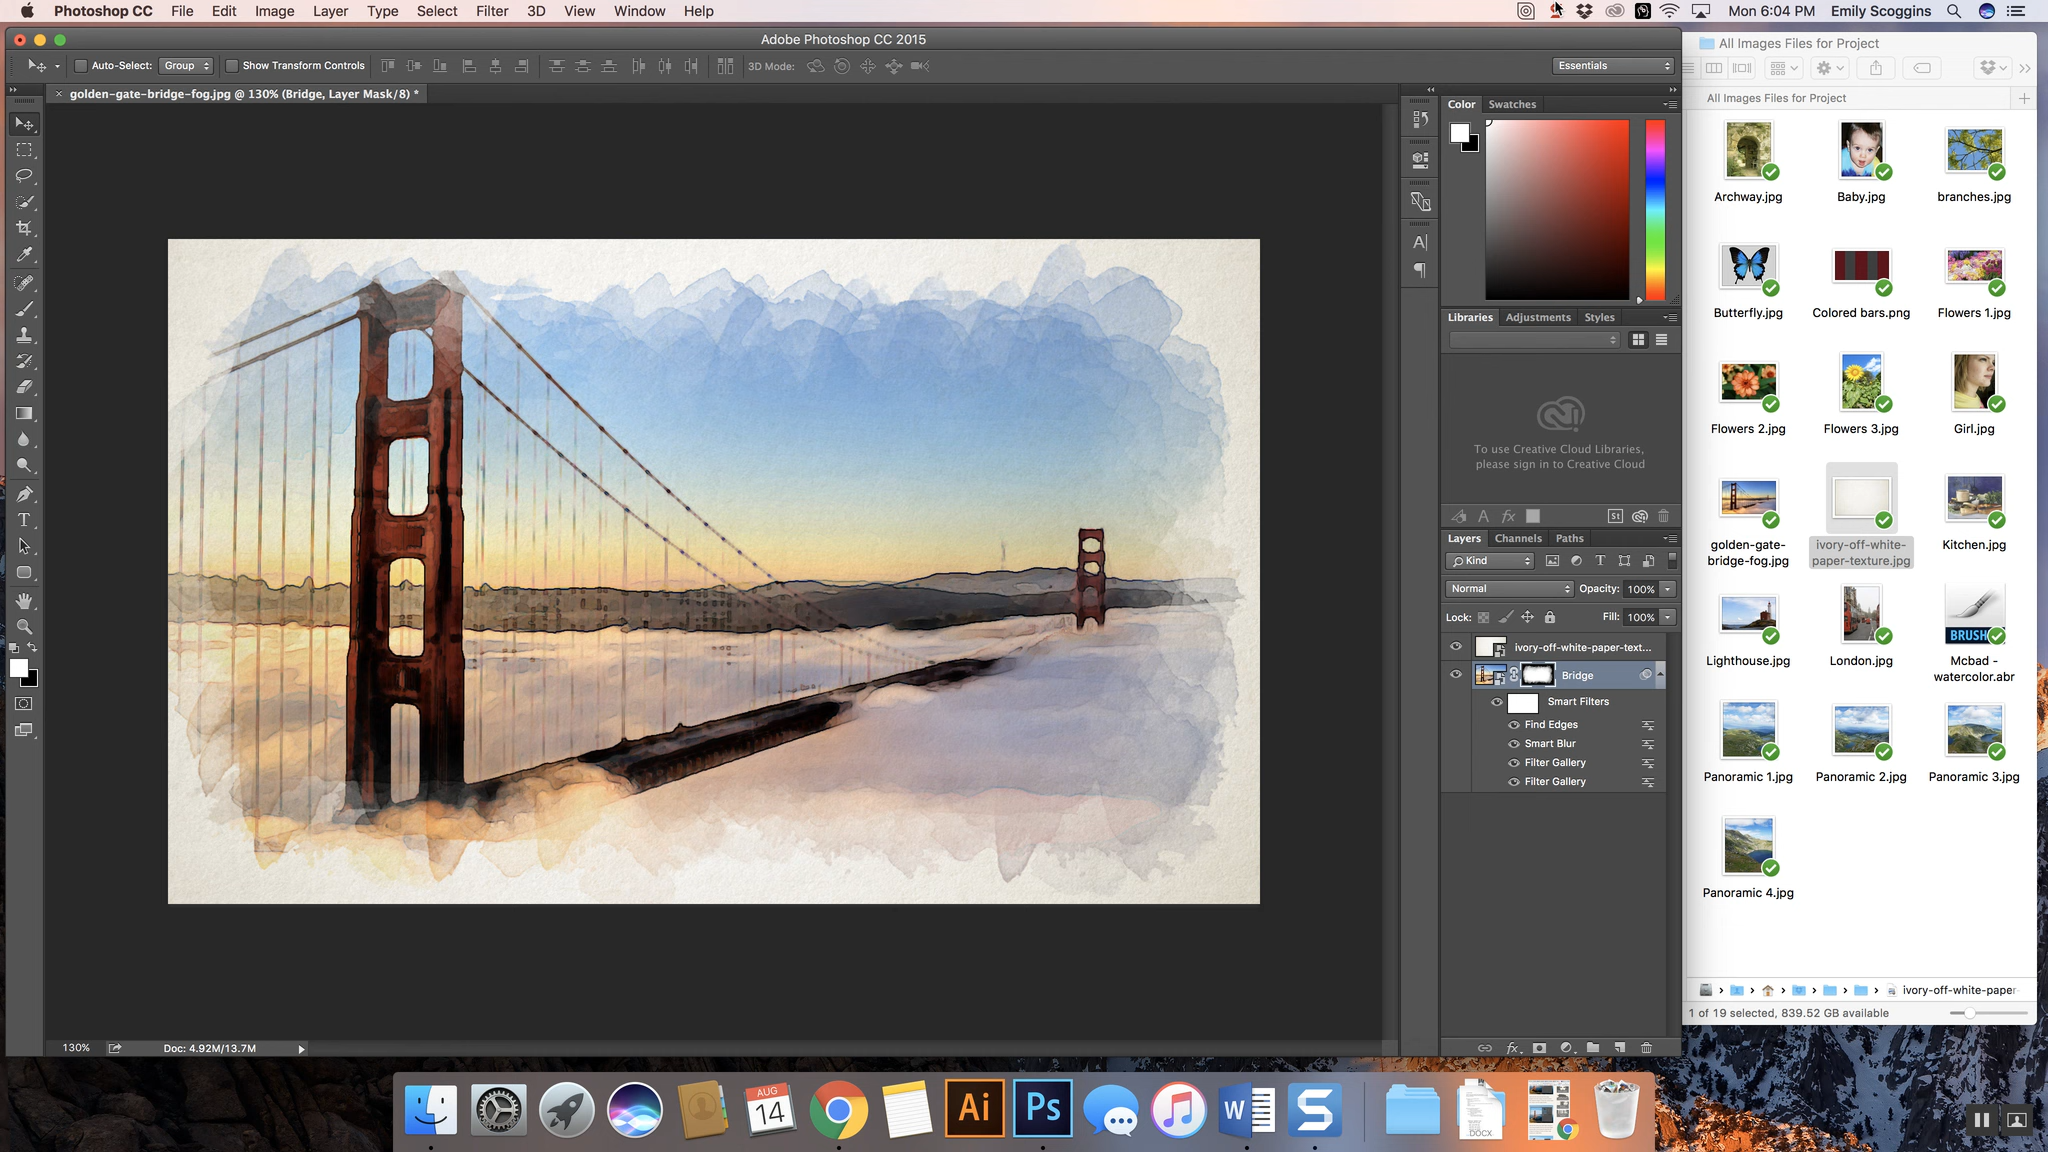 Photoshop CC File Edit Image Layer Type Select Filter 3D View Window Help
Mon 6:04 PM Emily Scoggins
Adobe Photoshop CC 2015
Auto-Select: Group Show Transform Controls 3D Mode: Essentials
golden-gate-bridge-fog.jpg @ 130% (Bridge, Layer Mask/8) *
Color Swatches
Libraries Adjustments Styles
To use Creative Cloud Libraries,
please sign in to Creative Cloud
St
Layers Channels Paths
Kind
Normal Opacity: 100%
Lock: Fill: 100%
ivory-off-white-paper-text...
Bridge
Smart Filters
Find Edges
Smart Blur
Filter Gallery
Filter Gallery
130% Doc: 4.92M/13.7M
All Images Files for Project
All Images Files for Project
Archway.jpg Baby.jpg branches.jpg
Butterfly.jpg Colored bars.png Flowers 1.jpg
Flowers 2.jpg Flowers 3.jpg Girl.jpg
golden-gate-
bridge-fog.jpg
ivory-off-white-
paper-texture.jpg
Kitchen.jpg
BRUSH
Lighthouse.jpg London.jpg
Mcbad -
watercolor.abr
Panoramic 1.jpg Panoramic 2.jpg Panoramic 3.jpg
Panoramic 4.jpg
ivory-off-white-paper-
1 of 19 selected, 839.52 GB available
AUG
14
Ai
Ps
W
S
DOCX